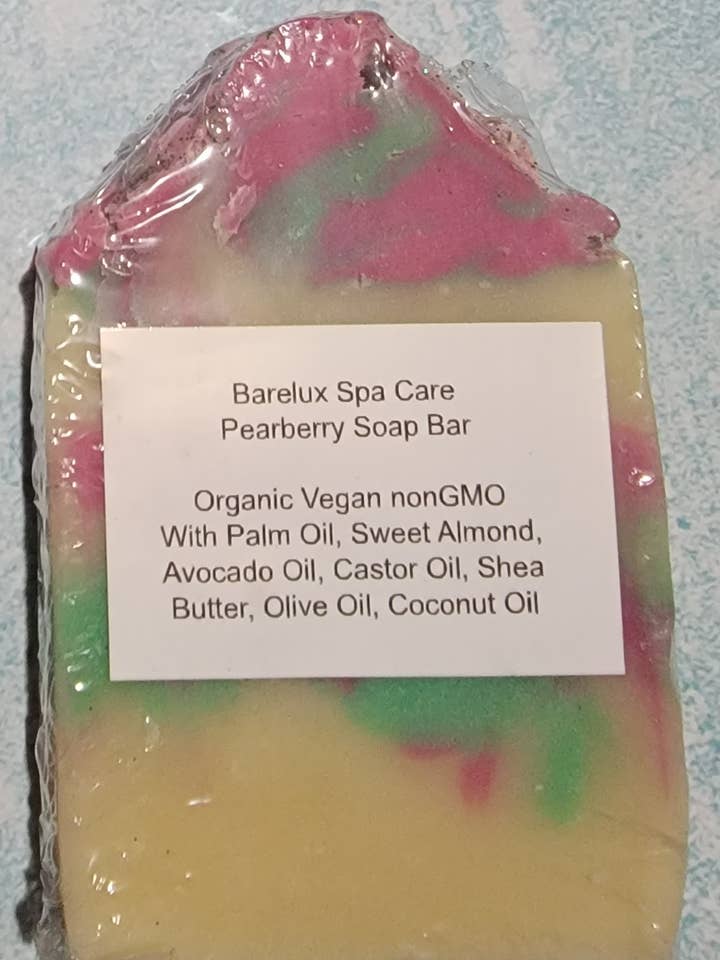 Barelux Spa Care
Pearberry Soap Bar
Organic Vegan nonGMO
With Palm Oil, Sweet Almond,
Avocado Oil, Castor Oil, Shea
Butter, Olive Oil, Coconut Oil